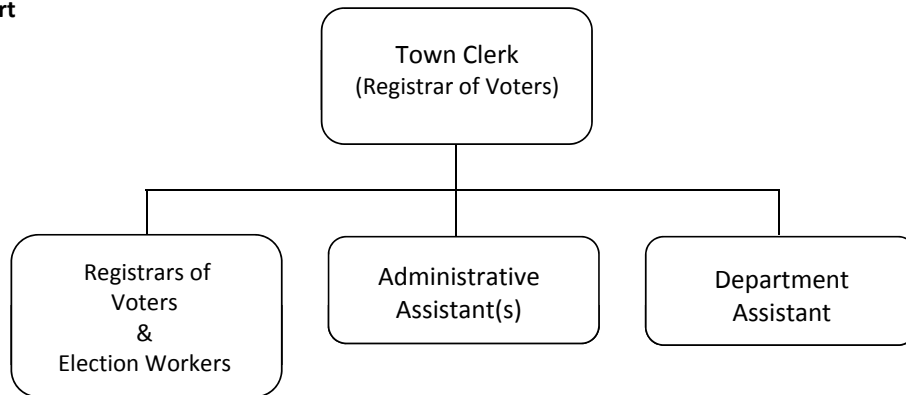 rt
Town Clerk
(Registrar of Voters)
Registrars of
Voters
&
Election Workers
Administrative
Assistant(s)
Department
Assistant